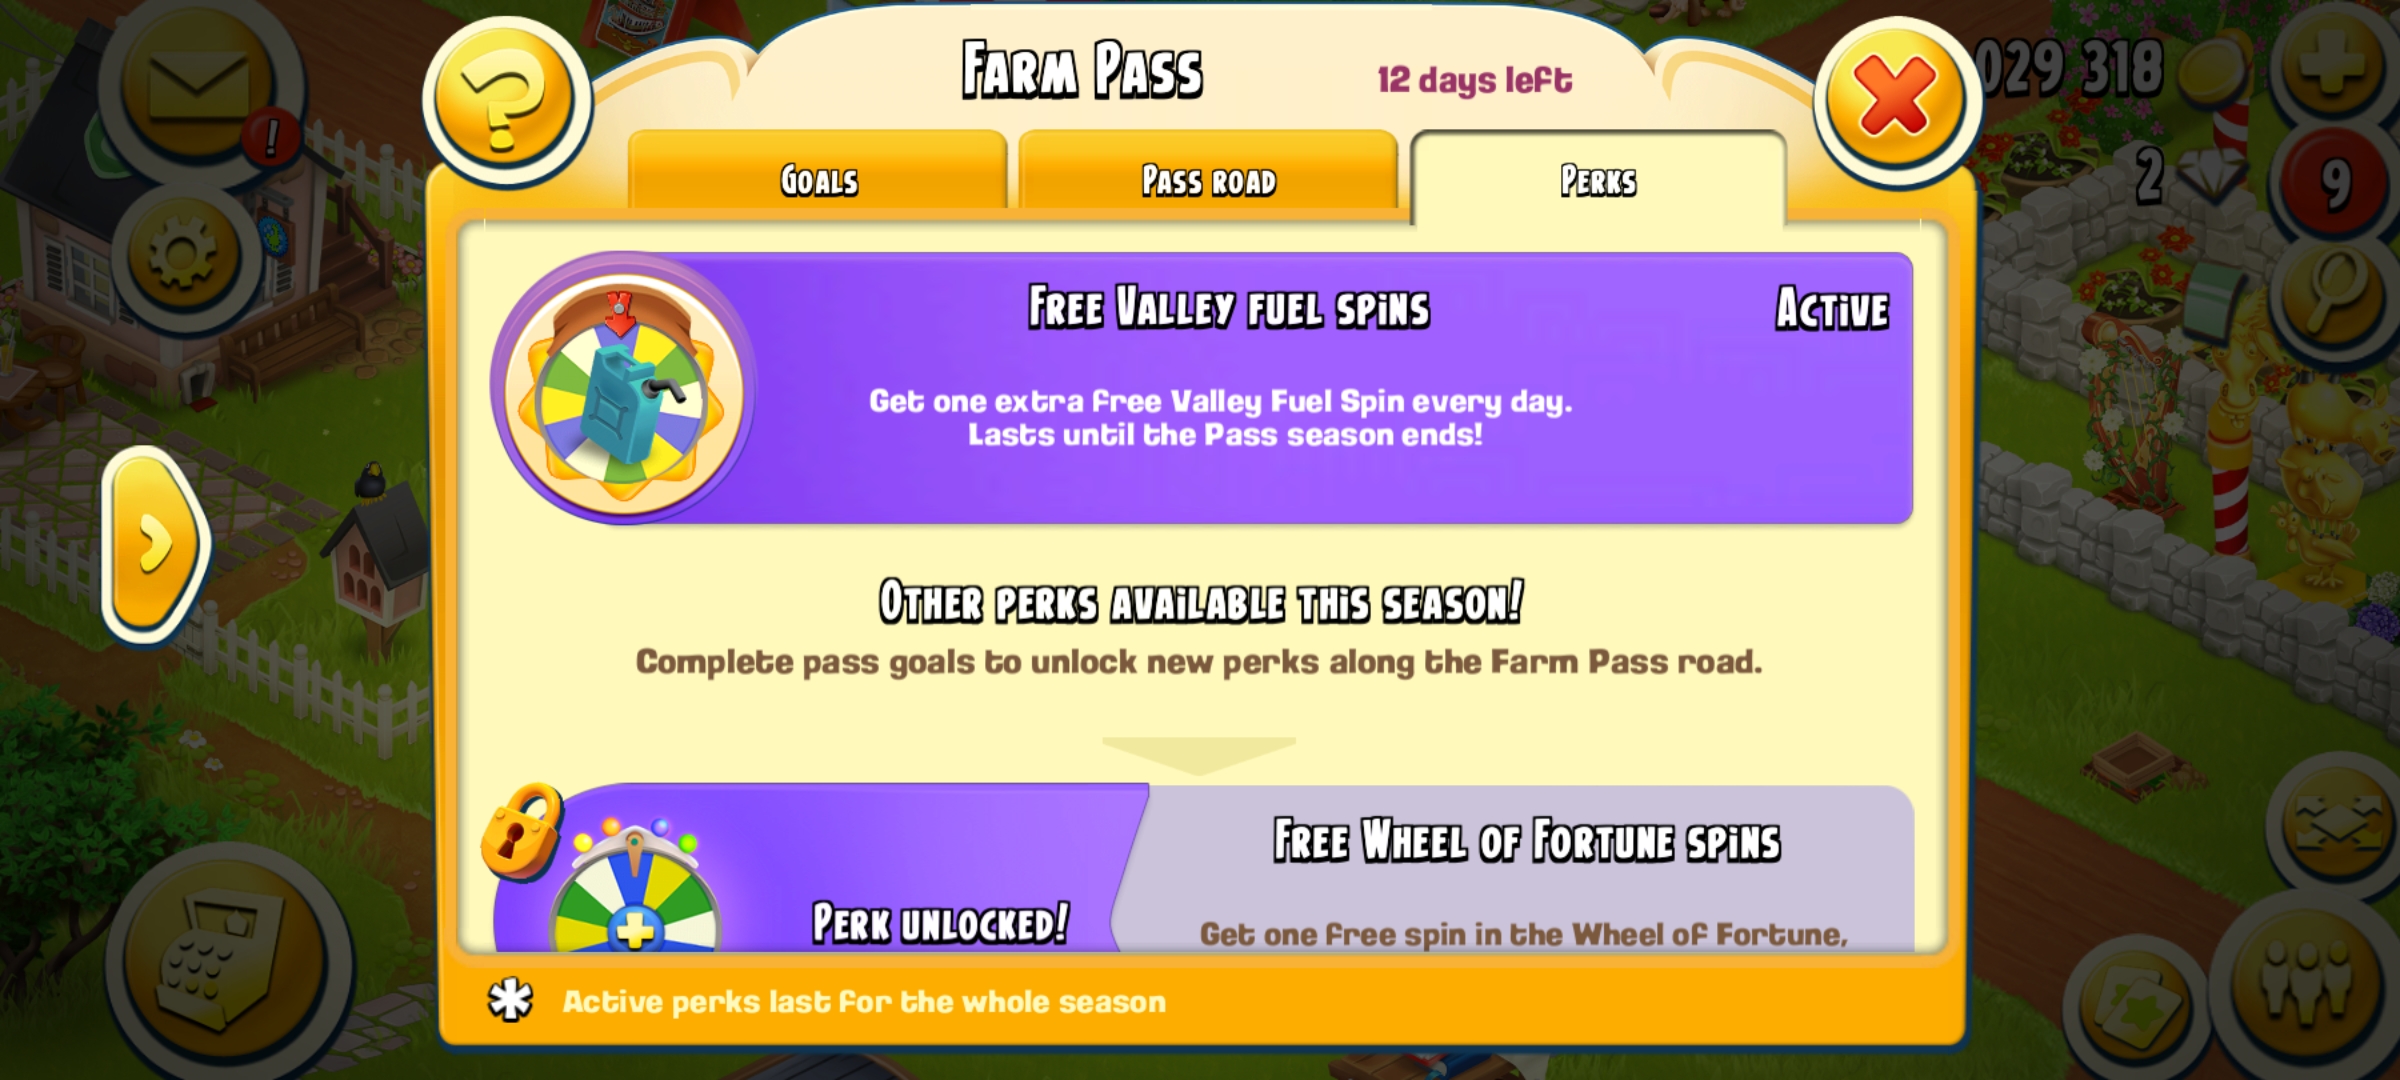 FARM PASS
12 days left
029 318
2
9
GOALS
PASS ROAD
PERKS
FREE VALLEY FUEL SPINS
ACTIVE
Get one extra free Valley Fuel Spin every day.
Lasts until the Pass season ends!
OTHER PERKS AVAILABLE THIS SEASON!
Complete pass goals to unlock new perks along the Farm Pass road.
FREE WHEEL OF FORTUNE SPINS
PERK UNLOCKED!
Get one free spin in the Wheel of Fortune,
Active perks last for the whole season